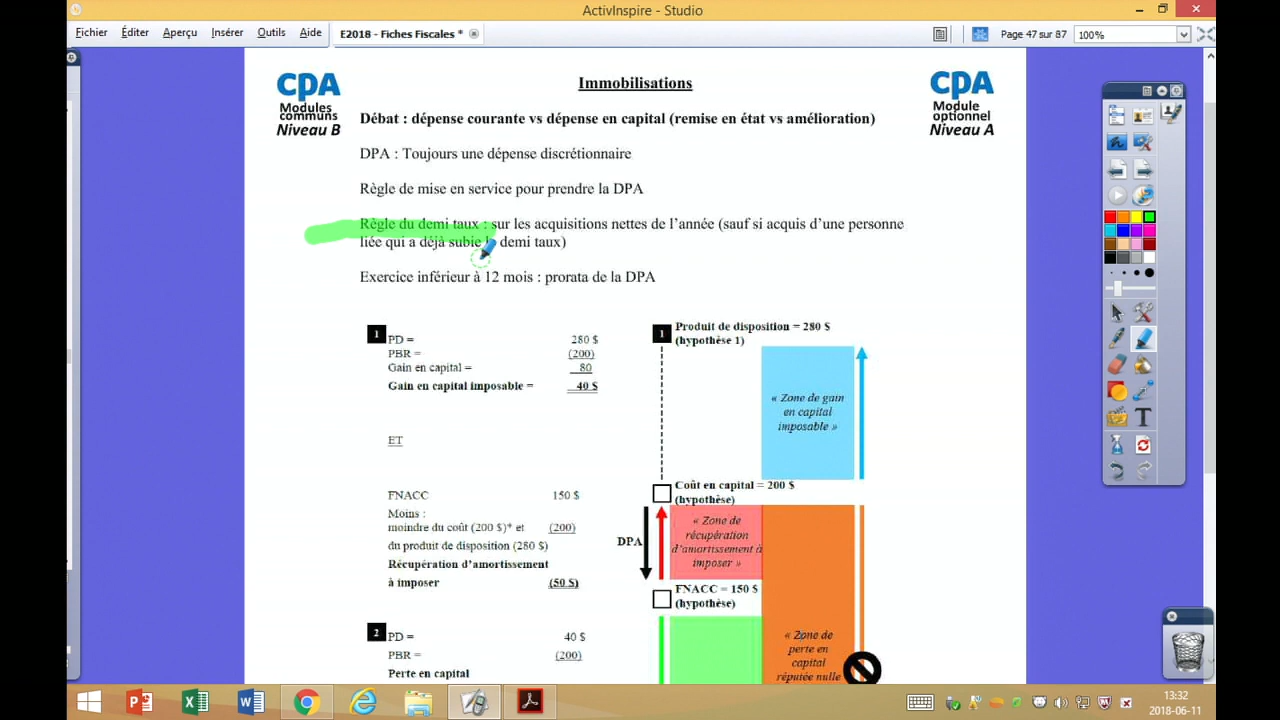 ActivInspire - Studio
Fichier Éditer Aperçu Insérer Outils Aide
E2018 - Fiches Fiscales *
Page 47 sur 87
100%
CPA
Modules
communs
Niveau B
Immobilisations
CPA
Module
optionnel
Niveau A
Débat : dépense courante vs dépense en capital (remise en état vs amélioration)
DPA : Toujours une dépense discrétionnaire
Règle de mise en service pour prendre la DPA
Règle du demi taux : sur les acquisitions nettes de l'année (sauf si acquis d'une personne
liée qui a déjà subie demi taux)
Exercice inférieur à 12 mois : prorata de la DPA
1
PD = 280 $
PBR = (200)
Gain en capital = 80
Gain en capital imposable = 40 $
ET
FNACC 150 $
Moins :
moindre du coût (200 $)* et (200)
du produit de disposition (280 $)
Récupération d'amortissement
à imposer (50 $)
2
PD = 40 $
PBR = (200)
Perte en capital
1
Produit de disposition = 280 $
(hypothèse 1)
« Zone de gain
en capital
imposable »
Coût en capital = 200 $
(hypothèse)
DPA
« Zone de
récupération
d'amortissement à
imposer »
FNACC = 150 $
(hypothèse)
« Zone de
perte en
capital
réputée nulle
T
13:32
2018-06-11